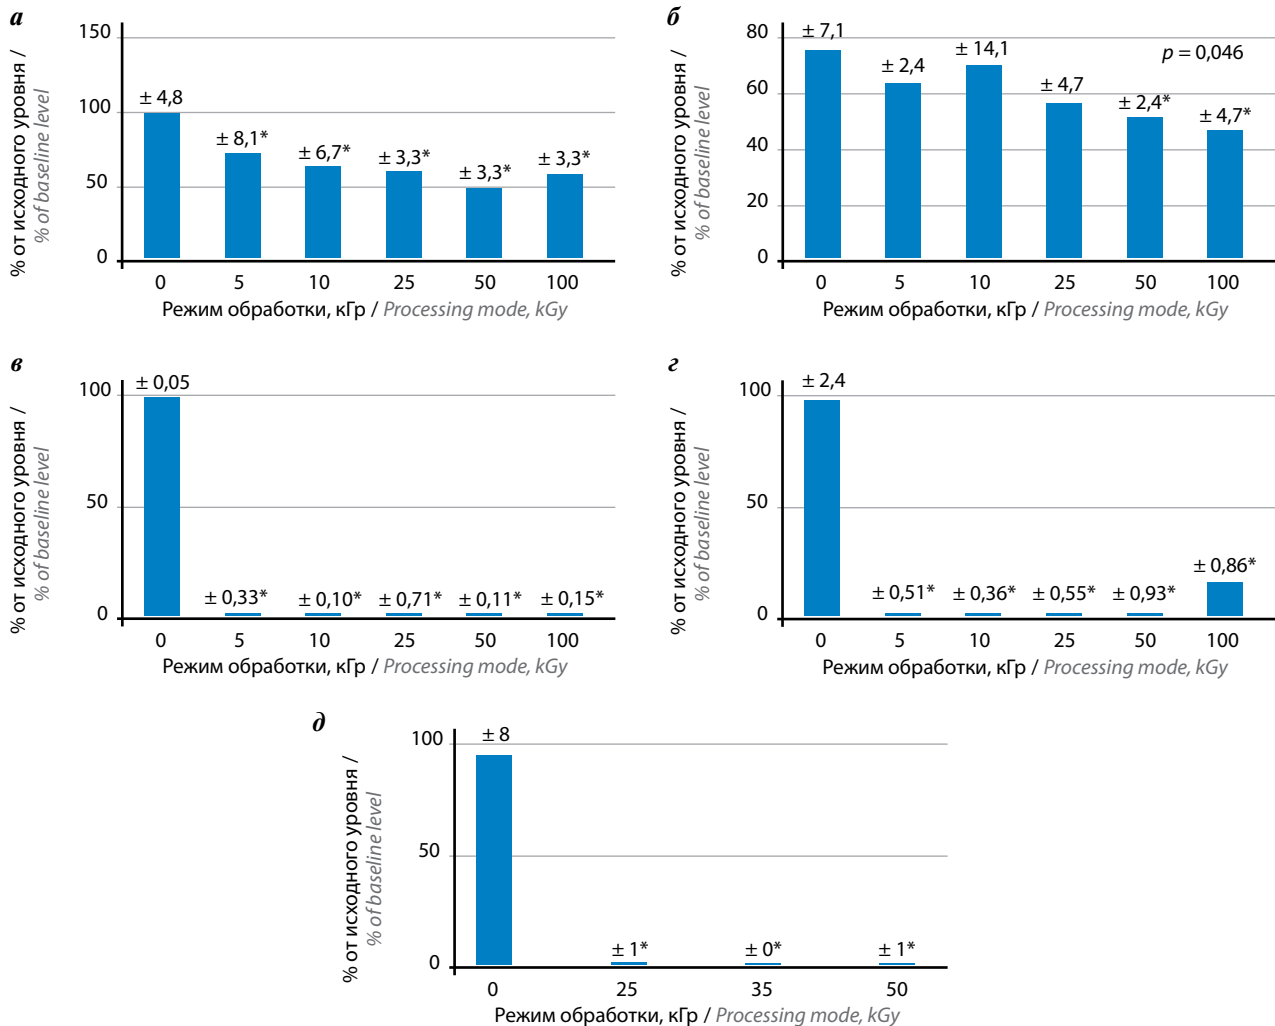 а
% от исходного уровня /
% of baseline level
150
100
50
0
± 4,8
± 8,1*
± 6,7*
± 3,3*
± 3,3*
± 3,3*
0 5 10 25 50 100
Режим обработки, кГр / Processing mode, kGy
б
% от исходного уровня /
% of baseline level
80
60
40
20
0
± 7,1
± 2,4
± 14,1
± 4,7
± 2,4*
± 4,7*
p = 0,046
0 5 10 25 50 100
Режим обработки, кГр / Processing mode, kGy
в
% от исходного уровня /
% of baseline level
100
50
0
± 0,05
± 0,33*
± 0,10*
± 0,71*
± 0,11*
± 0,15*
0 5 10 25 50 100
Режим обработки, кГр / Processing mode, kGy
г
% от исходного уровня /
% of baseline level
100
50
0
± 2,4
± 0,51*
± 0,36*
± 0,55*
± 0,93*
± 0,86*
0 5 10 25 50 100
Режим обработки, кГр / Processing mode, kGy
д
% от исходного уровня /
% of baseline level
100
50
0
± 8
± 1*
± 0*
± 1*
0 25 35 50
Режим обработки, кГр / Processing mode, kGy